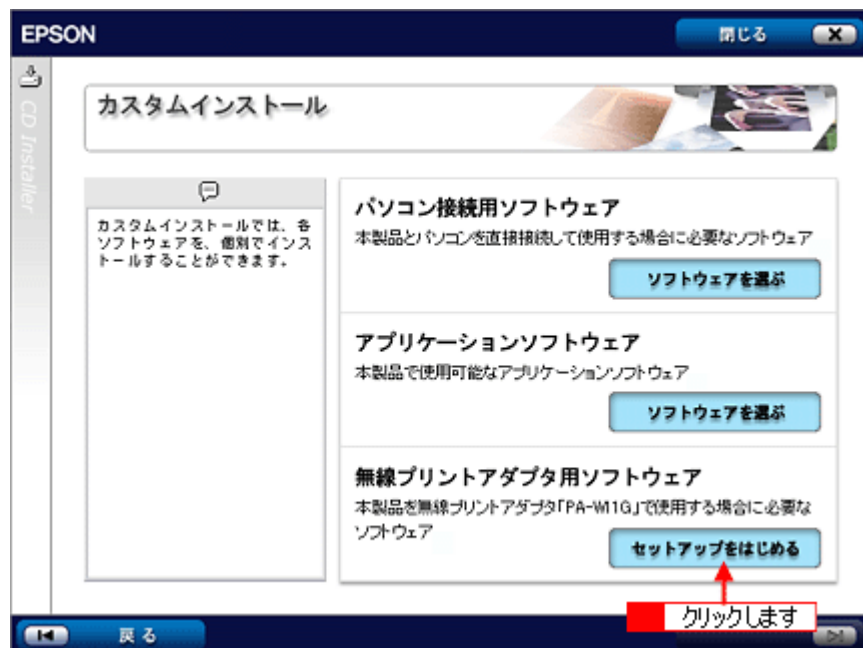 EPSON
閉じる
CD Installer
カスタムインストール
カスタムインストールでは、各
ソフトウェアを、個別でインス
トールすることができます。
パソコン接続用ソフトウェア
本製品とパソコンを直接接続して使用する場合に必要なソフトウェア
ソフトウェアを選ぶ
アプリケーションソフトウェア
本製品で使用可能なアプリケーションソフトウェア
ソフトウェアを選ぶ
無線プリントアダプタ用ソフトウェア
本製品を無線プリントアダプタ「PA-W11G」で使用する場合に必要な
ソフトウェア
セットアップをはじめる
クリックします
戻る